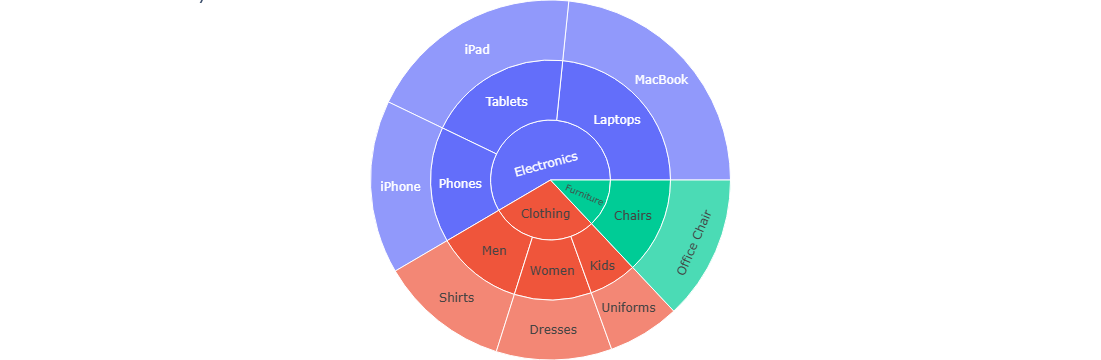 iPad
MacBook
Tablets
Laptops
Electronics
iPhone
Phones
Furniture
Clothing
Chairs
Office Chair
Men
Women
Kids
Shirts
Dresses
Uniforms